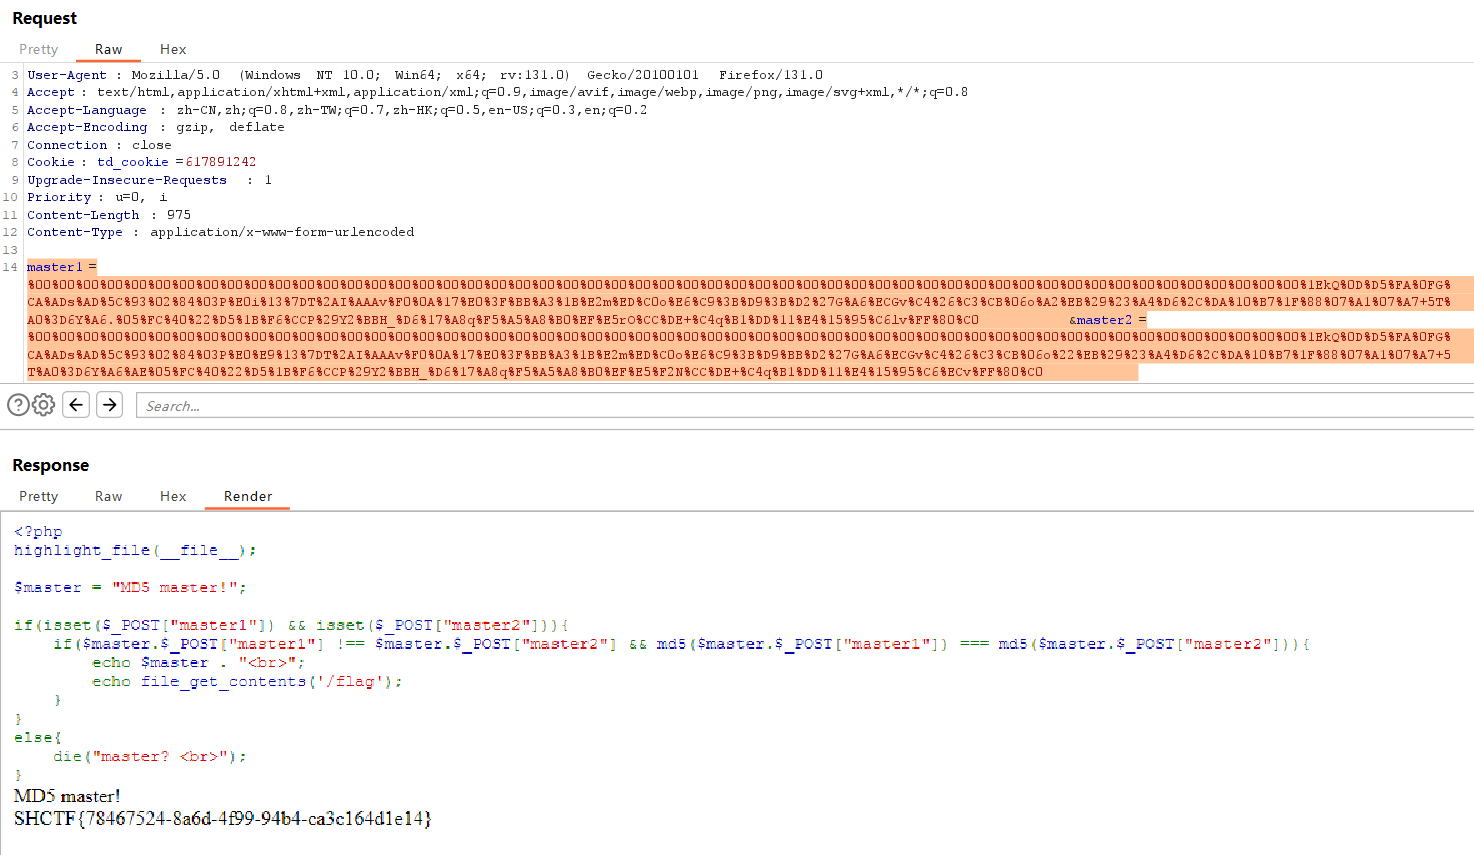 Request
Pretty Raw Hex
3 User-Agent : Mozilla/5.0 (Windows NT 10.0; Win64; x64; rv:131.0) Gecko/20100101 Firefox/131.0
4 Accept : text/html,application/xhtml+xml,application/xml;q=0.9,image/avif,image/webp,image/png,image/svg+xml,*/*;q=0.8
5 Accept-Language : zh-CN,zh;q=0.8,zh-TW;q=0.7,zh-HK;q=0.5,en-US;q=0.3,en;q=0.2
6 Accept-Encoding : gzip, deflate
7 Connection : close
8 Cookie : td_cookie =617891242
9 Upgrade-Insecure-Requests : 1
10 Priority : u=0, i
11 Content-Length : 975
12 Content-Type : application/x-www-form-urlencoded
13
14 master1 =
%00%00%00%00%00%00%00%00%00%00%00%00%00%00%00%00%00%00%00%00%00%00%00%00%00%00%00%00%00%00%00%00%00%00%00%00%00%00%00%00%00%00%00%00%00%00%00%00%00%00%00%00%00%1EkQ%0D%D5%FA%0FG%
CA%ADs%AD%5C%93%02%84%03P%E0i%13%7DT%2AI%AAAv%F0%0A%17%E0%3F%BB%A3%1B%E2m%ED%C0o%E6%C9%3B%D9%3B%D2%27G%A6%ECGv%C4%26%C3%CB%06o%A2%EB%29%23%A4%D6%2C%DA%10%B7%1F%88%07%A1%07%A7+5T%
A0%3D6Y%A6.%05%FC%40%22%D5%1B%F6%CCP%29Y2%BBH_%D6%17%A8q%F5%A5%A8%B0%EF%E5rO%CC%DE+%C4q%B1%DD%11%E4%15%95%C6lv%FF%80%C0 &master2 =
%00%00%00%00%00%00%00%00%00%00%00%00%00%00%00%00%00%00%00%00%00%00%00%00%00%00%00%00%00%00%00%00%00%00%00%00%00%00%00%00%00%00%00%00%00%00%00%00%00%00%00%00%00%1EkQ%0D%D5%FA%0FG%
CA%ADs%AD%5C%93%02%84%03P%E0%E9%13%7DT%2AI%AAAv%F0%0A%17%E0%3F%BB%A3%1B%E2m%ED%C0o%E6%C9%3B%D9%BB%D2%27G%A6%ECGv%C4%26%C3%CB%06o%22%EB%29%23%A4%D6%2C%DA%10%B7%1F%88%07%A1%07%A7+5
T%A0%3D6Y%A6%AE%05%FC%40%22%D5%1B%F6%CCP%29Y2%BBH_%D6%17%A8q%F5%A5%A8%B0%EF%E5%F2N%CC%DE+%C4q%B1%DD%11%E4%15%95%C6%ECv%FF%80%C0
Search...
Response
Pretty Raw Hex Render
<?php
highlight_file(__file__);
$master = "MD5 master!";
if(isset($_POST["master1"]) && isset($_POST["master2"])){
if($master.$_POST["master1"] !== $master.$_POST["master2"] && md5($master.$_POST["master1"]) === md5($master.$_POST["master2"])){
echo $master . "<br>";
echo file_get_contents('/flag');
}
}
else{
die("master? <br>");
}
MD5 master!
SHCTF{78467524-8a6d-4f99-94b4-ca3c164d1e14}